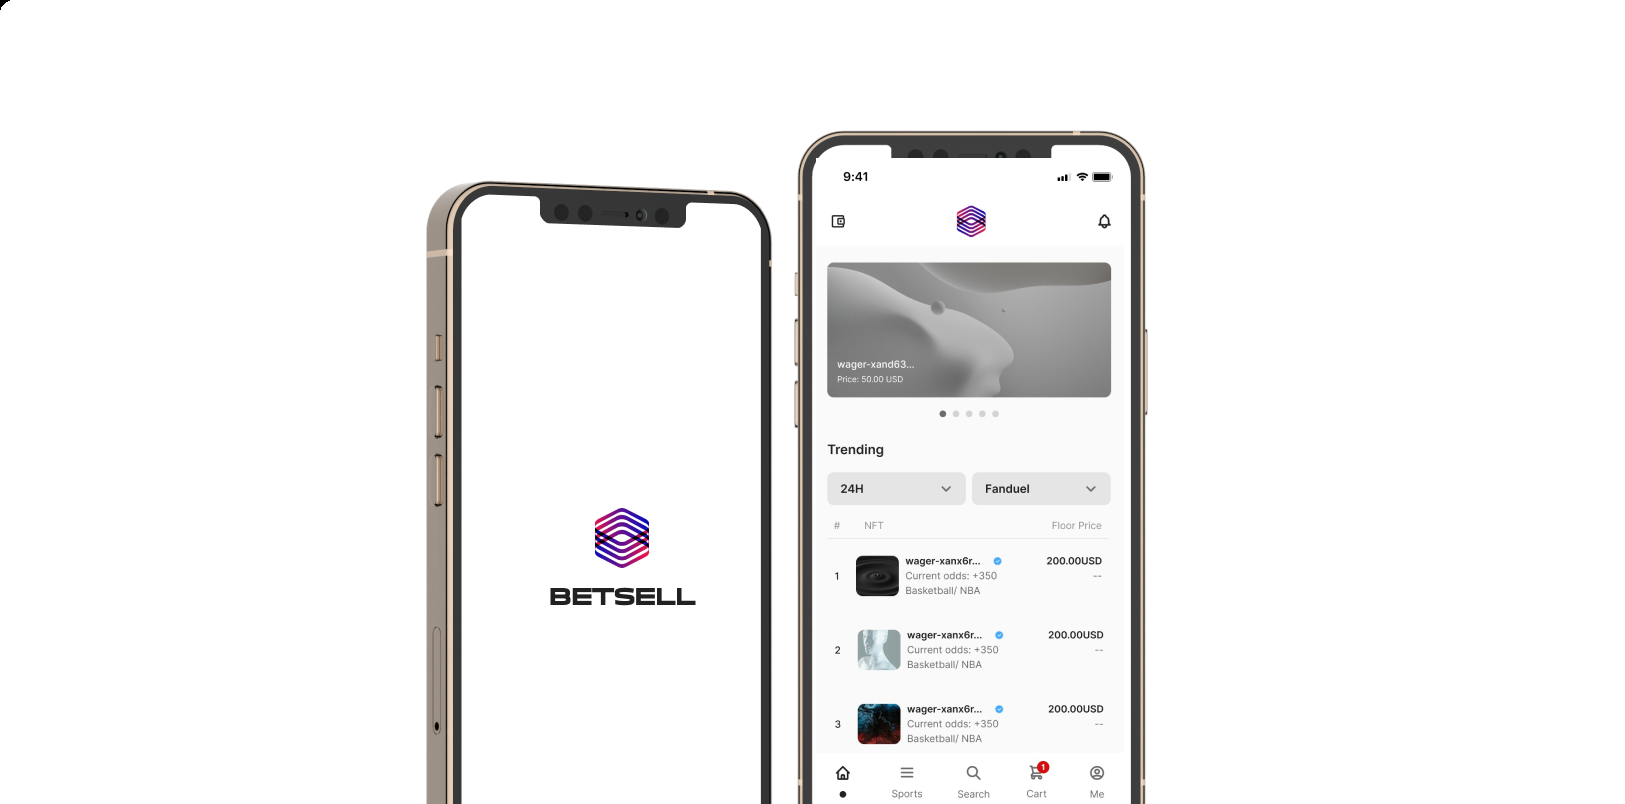 BETSELL
9:41
wager-xand63...
Price: 50.00 USD
Trending
24H
Fanduel
# NFT Floor Price
1
wager-xanx6r... 200.00USD
Current odds: +350 --
Basketball/ NBA
2
wager-xanx6r... 200.00USD
Current odds: +350 --
Basketball/ NBA
3
wager-xanx6r... 200.00USD
Current odds: +350 --
Basketball/ NBA
1
Sports
Search
Cart
Me